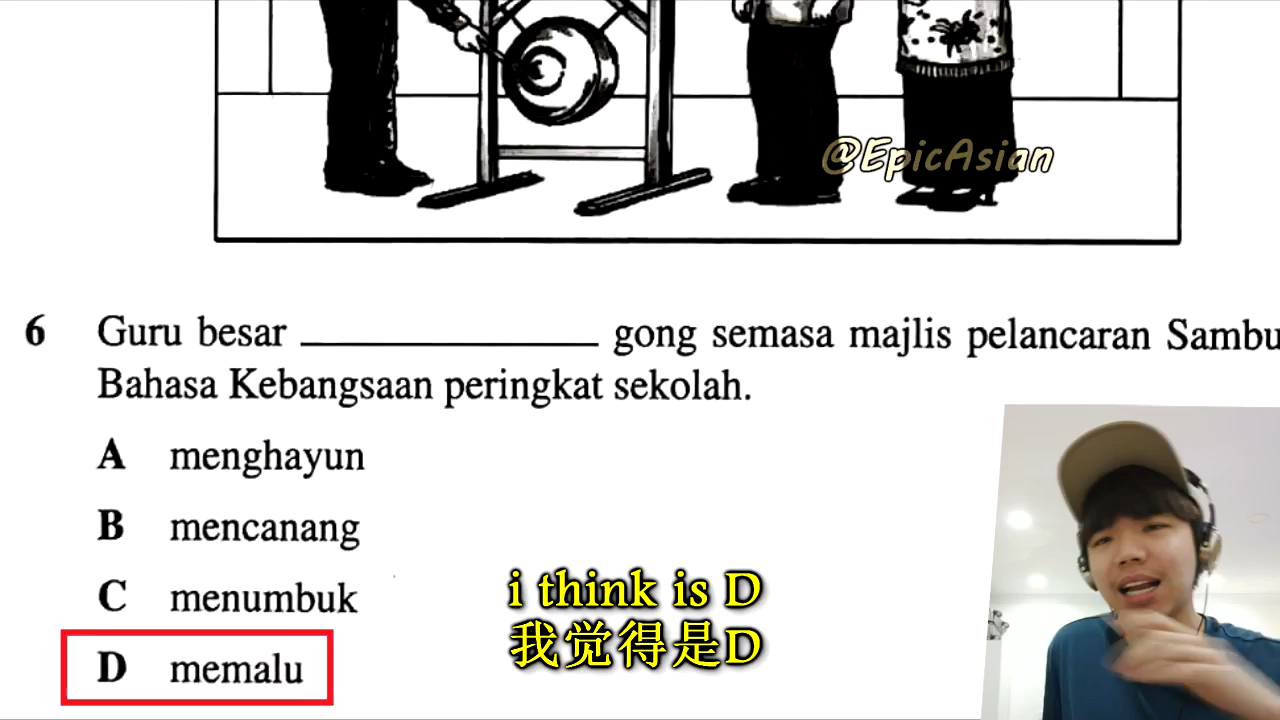 @EpicAsian
6 Guru besar ____________ gong semasa majlis pelancaran Sambu
Bahasa Kebangsaan peringkat sekolah.
A menghayun
B mencanang
C menumbuk
D memalu
i think is D
我觉得是D